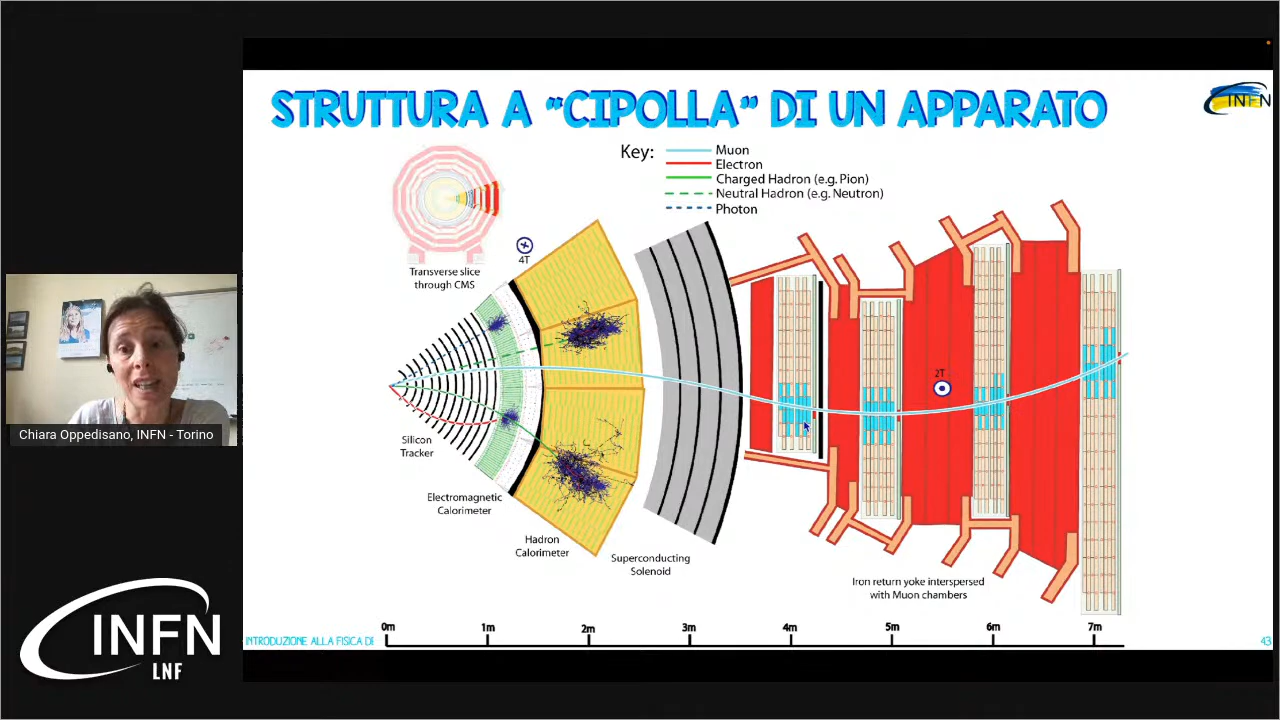 STRUTTURA A "CIPOLLA" DI UN APPARATO
INFN
Key:
Muon
Electron
Charged Hadron (e.g. Pion)
Neutral Hadron (e.g. Neutron)
Photon
Transverse slice
through CMS
4T
2T
Silicon
Tracker
Electromagnetic
Calorimeter
Hadron
Calorimeter
Superconducting
Solenoid
Iron return yoke interspersed
with Muon chambers
0m 1m 2m 3m 4m 5m 6m 7m
INTRODUZIONE ALLA FISICA DE
43
Chiara Oppedisano, INFN - Torino
INFN
LNF